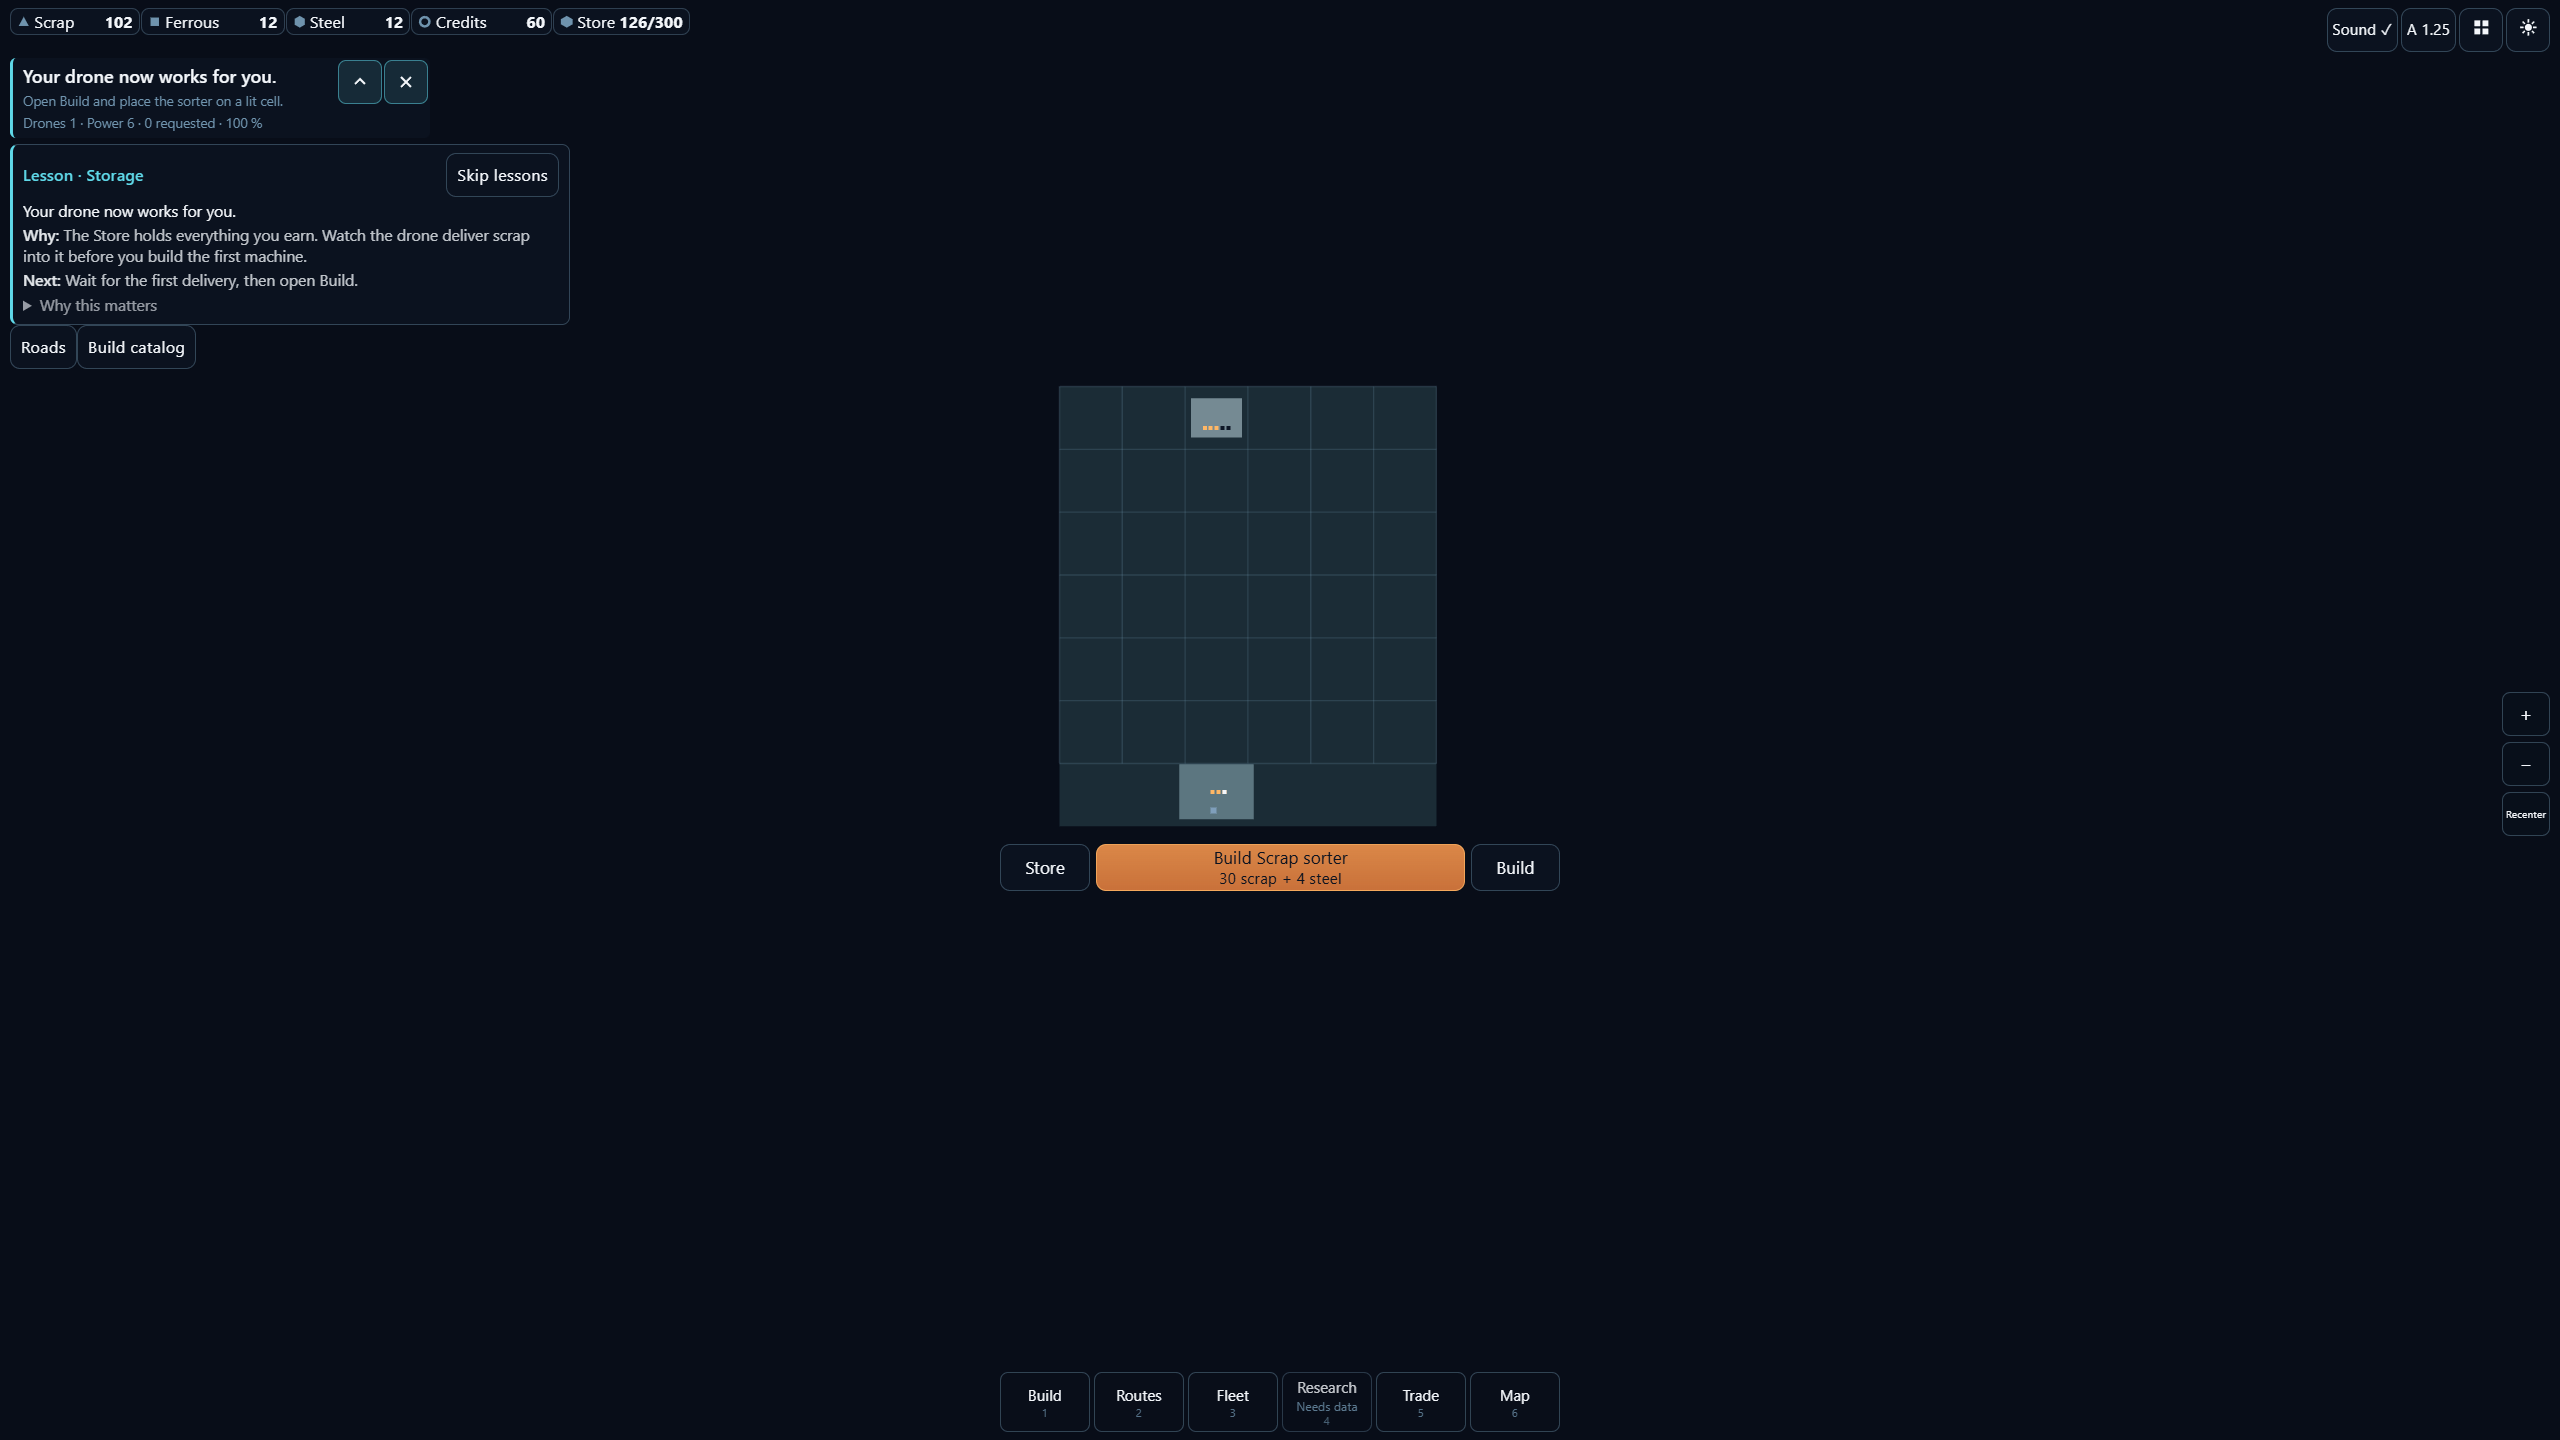 Scrap 102 Ferrous 12 Steel 12 Credits 60 Store 126/300
Sound ✓ A 1.25
Your drone now works for you.
Open Build and place the sorter on a lit cell.
Drones 1 · Power 6 · 0 requested · 100 %
Lesson · Storage
Skip lessons
Your drone now works for you.
Why: The Store holds everything you earn. Watch the drone deliver scrap
into it before you build the first machine.
Next: Wait for the first delivery, then open Build.
Why this matters
Roads Build catalog
+
−
Recenter
Store
Build Scrap sorter
30 scrap + 4 steel
Build
Build
1
Routes
2
Fleet
3
Research
Needs data
4
Trade
5
Map
6